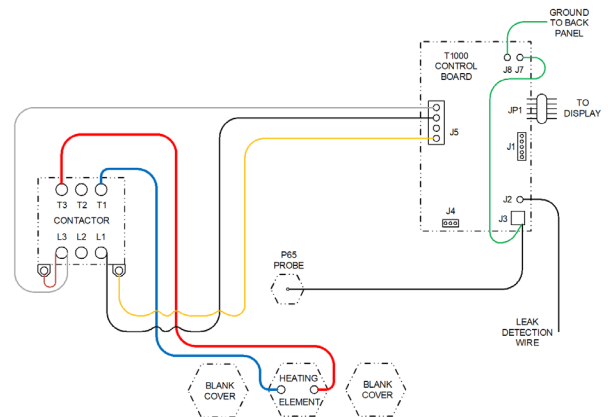 GROUND
TO BACK
PANEL
T1000
CONTROL
BOARD
J8 J7
JP1
TO
DISPLAY
J5
J1
T3 T2 T1
CONTACTOR
L3 L2 L1
J2
J4
J3
P65
PROBE
LEAK
DETECTION
WIRE
BLANK
COVER
HEATING
ELEMENT
BLANK
COVER